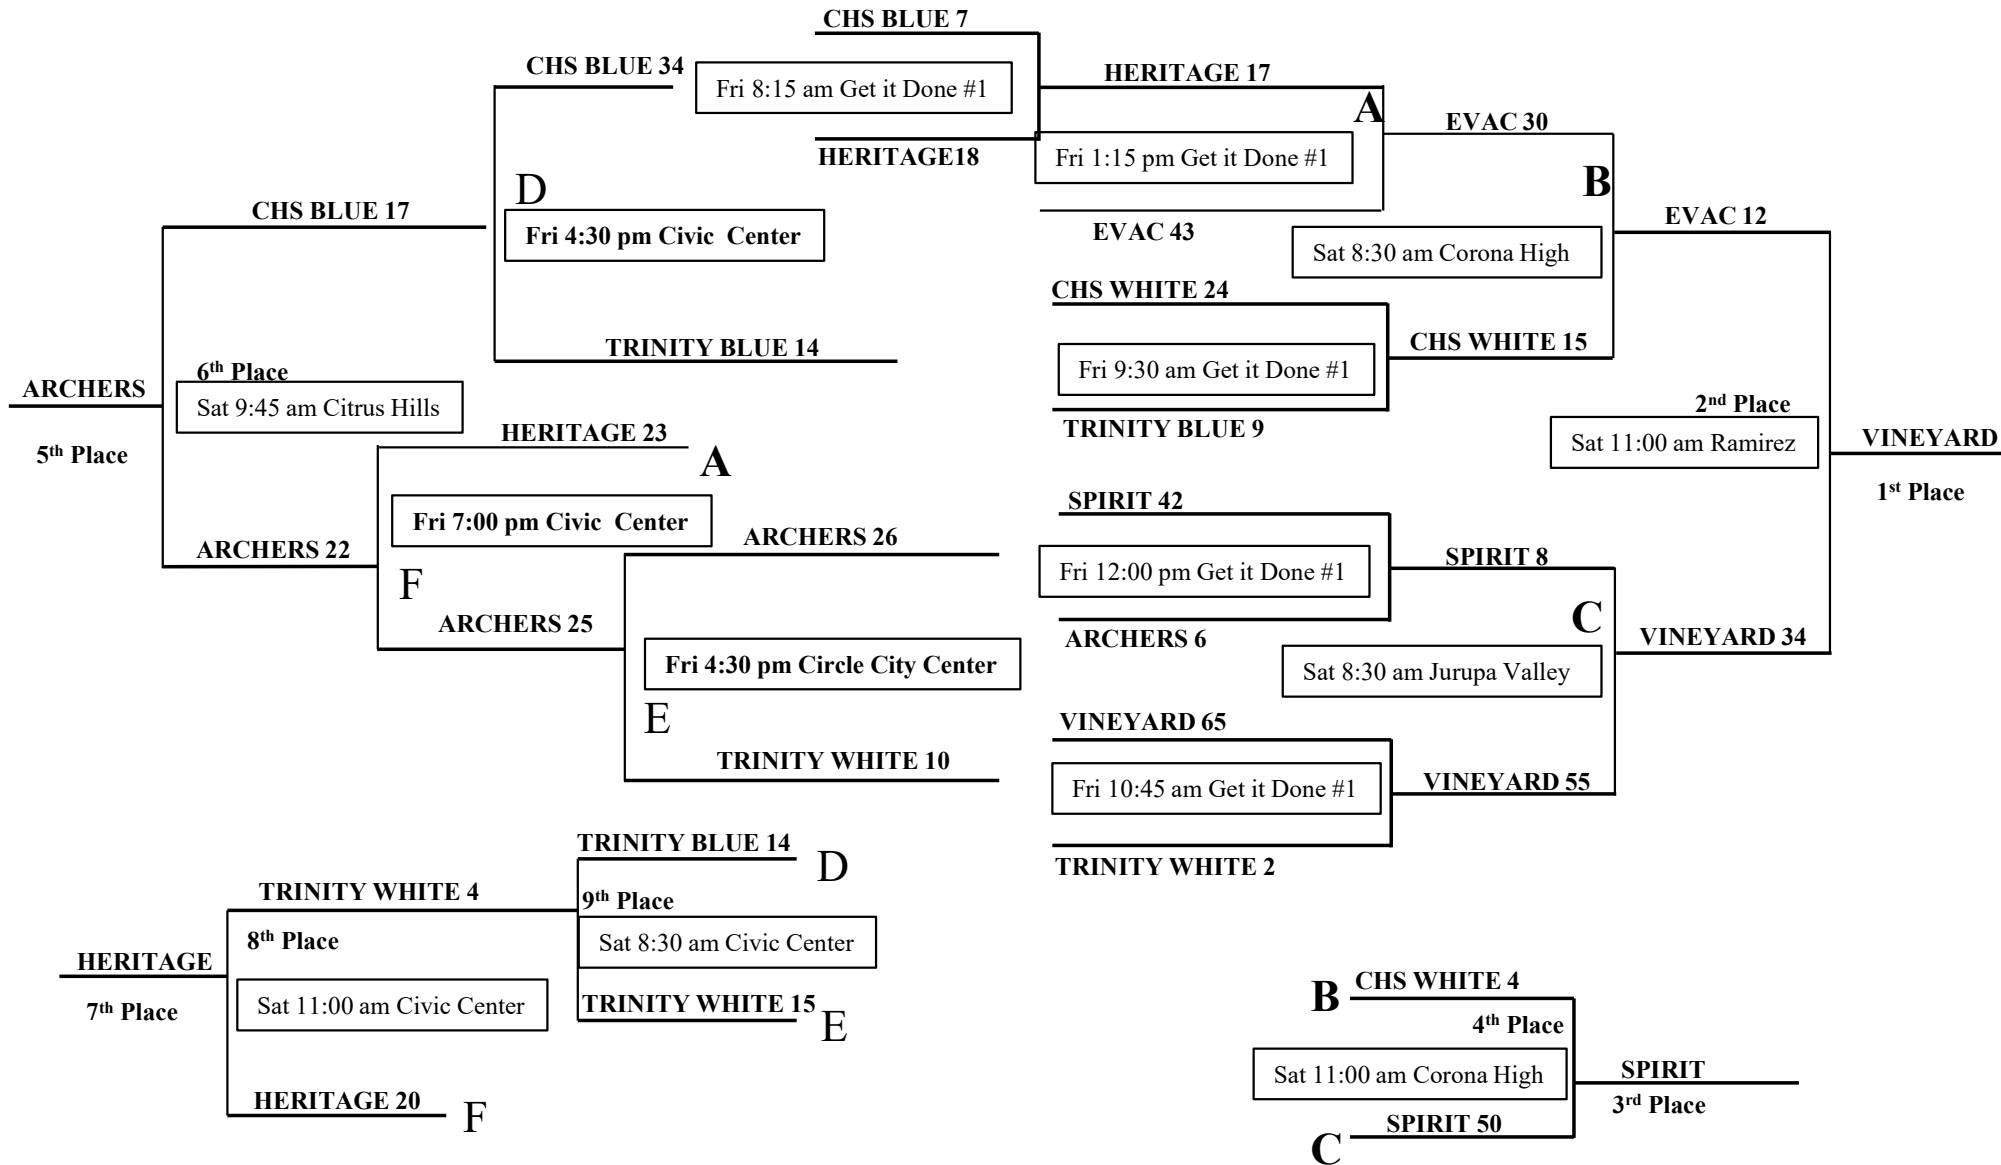 CHS BLUE 7
CHS BLUE 34
Fri 8:15 am Get it Done #1
HERITAGE 17
A
EVAC 30
HERITAGE18
Fri 1:15 pm Get it Done #1
D
B
CHS BLUE 17
Fri 4:30 pm Civic Center
EVAC 43
EVAC 12
Sat 8:30 am Corona High
CHS WHITE 24
TRINITY BLUE 14
CHS WHITE 15
6th Place
Fri 9:30 am Get it Done #1
ARCHERS
Sat 9:45 am Citrus Hills
2nd Place
HERITAGE 23
TRINITY BLUE 9
Sat 11:00 am Ramirez
VINEYARD
5th Place
A
1st Place
SPIRIT 42
Fri 7:00 pm Civic Center
ARCHERS 26
ARCHERS 22
SPIRIT 8
Fri 12:00 pm Get it Done #1
F
C
ARCHERS 25
ARCHERS 6
VINEYARD 34
Fri 4:30 pm Circle City Center
Sat 8:30 am Jurupa Valley
E
VINEYARD 65
TRINITY WHITE 10
Fri 10:45 am Get it Done #1
VINEYARD 55
TRINITY BLUE 14
D
TRINITY WHITE 2
TRINITY WHITE 4
9th Place
8th Place
Sat 8:30 am Civic Center
HERITAGE
7th Place
Sat 11:00 am Civic Center
TRINITY WHITE 15
E
B
CHS WHITE 4
4th Place
Sat 11:00 am Corona High
SPIRIT
3rd Place
HERITAGE 20
F
SPIRIT 50
C